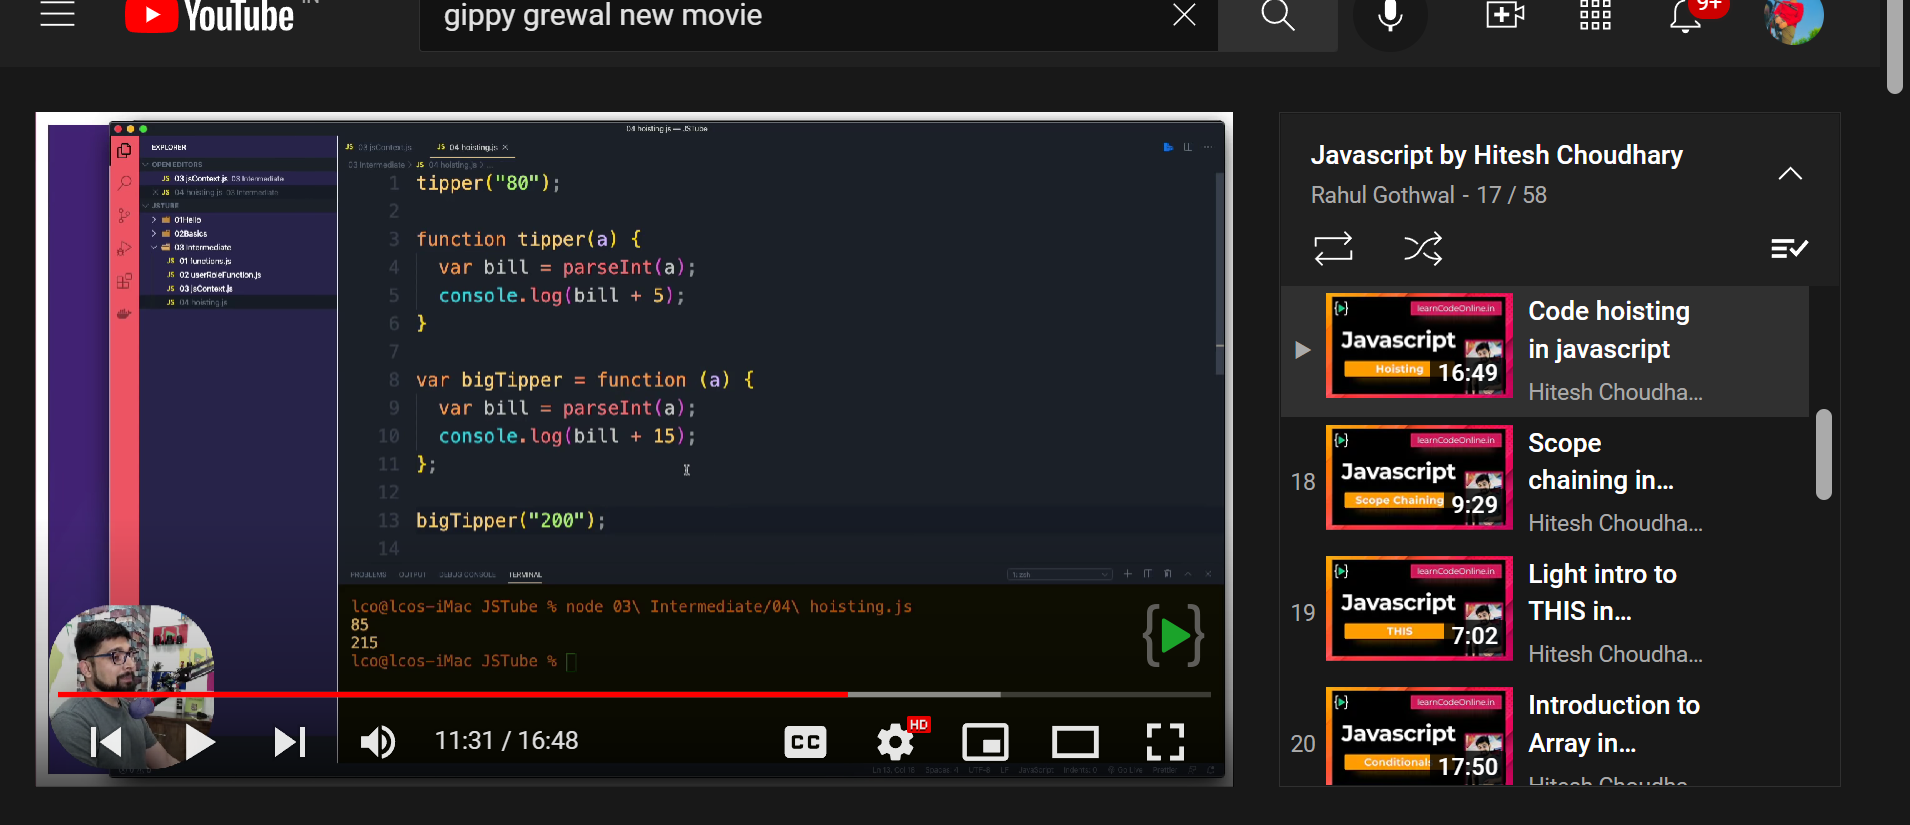 YouTube IN
gippy grewal new movie
9+
04 hoisting.js — JSTube
EXPLORER
OPEN EDITORS
JS 03 jsContext.js 03 Intermediate
JS 04 hoisting.js 03 Intermediate
JSTUBE
01Hello
02Basics
03 Intermediate
JS 01 functions.js
JS 02 userRoleFunction.js
JS 03 jsContext.js
JS 04 hoisting.js
JS 03 jsContext.js
JS 04 hoisting.js
03 Intermediate > JS 04 hoisting.js > ...
1 tipper("80");
2
3 function tipper(a) {
4 var bill = parseInt(a);
5 console.log(bill + 5);
6 }
7
8 var bigTipper = function (a) {
9 var bill = parseInt(a);
10 console.log(bill + 15);
11 };
12
13 bigTipper("200");
14
PROBLEMS OUTPUT DEBUG CONSOLE TERMINAL
1: zsh
lco@lcos-iMac JSTube % node 03\ Intermediate/04\ hoisting.js
85
215
lco@lcos-iMac JSTube %
Ln 13, Col 18 Spaces: 4 UTF-8 LF JavaScript Indents: 0 Go Live Prettier
11:31 / 16:48
CC
HD
Javascript by Hitesh Choudhary
Rahul Gothwal - 17 / 58
learnCodeOnline.in
Javascript
Hoisting
16:49
Code hoisting
in javascript
Hitesh Choudha...
18
learnCodeOnline.in
Javascript
Scope Chaining
9:29
Scope
chaining in...
Hitesh Choudha...
19
learnCodeOnline.in
Javascript
THIS
7:02
Light intro to
THIS in...
Hitesh Choudha...
20
learnCodeOnline.in
Javascript
Conditional
17:50
Introduction to
Array in...
Hitesh Choudha...